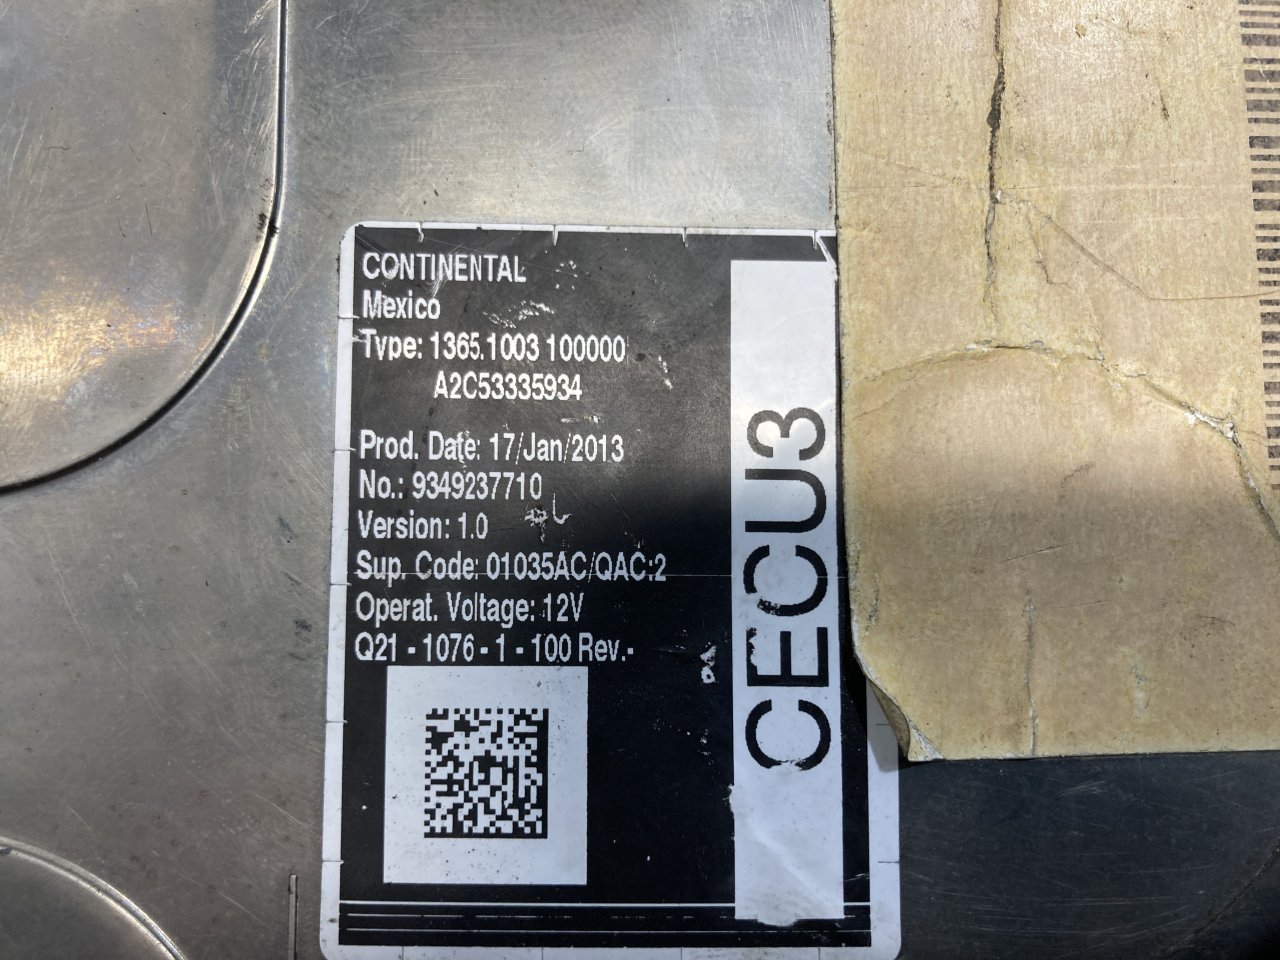 CONTINENTAL
Mexico
Type: 1365.1003 100000
A2C53335934
Prod. Date: 17/Jan/2013
No.: 9349237710
Version: 1.0
Sup. Code: 01035AC/QAC:2
Operat. Voltage: 12V
Q21 - 1076 - 1 - 100 Rev.-
CECU3